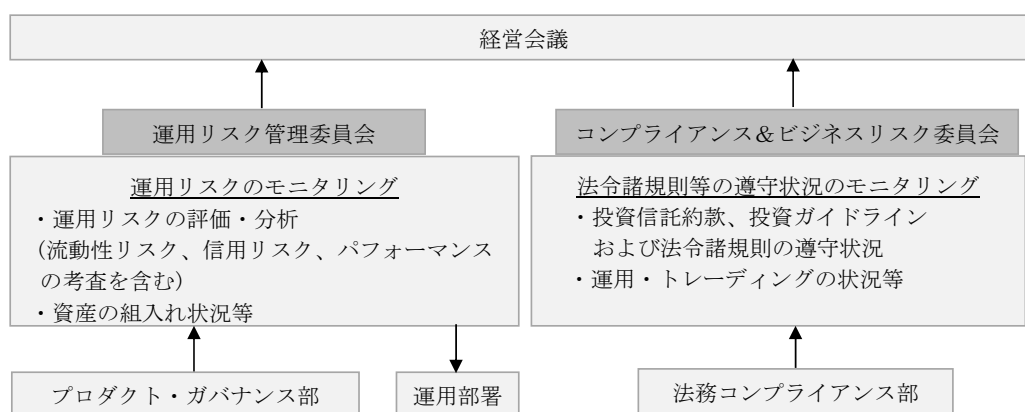 経営会議
運用リスク管理委員会
運用リスクのモニタリング
・運用リスクの評価・分析
(流動性リスク、信用リスク、パフォーマンス
の考査を含む)
・資産の組入れ状況等
プロダクト・ガバナンス部
運用部署
コンプライアンス&ビジネスリスク委員会
法令諸規則等の遵守状況のモニタリング
・投資信託約款、投資ガイドライン
および法令諸規則の遵守状況
・運用・トレーディングの状況等
法務コンプライアンス部